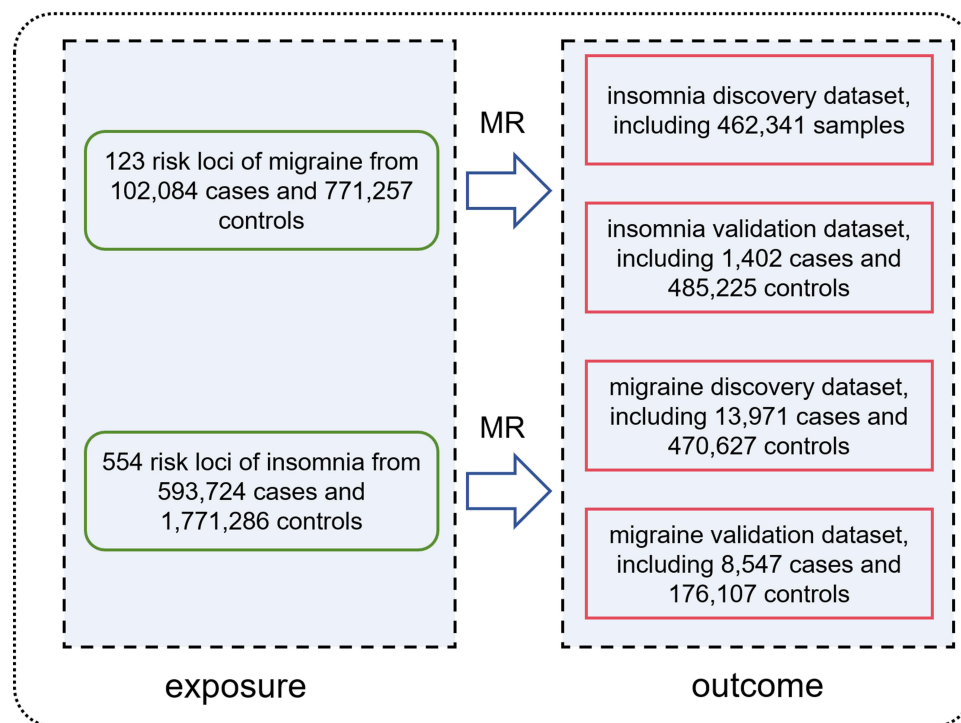 123 risk loci of migraine from
102,084 cases and 771,257
controls
554 risk loci of insomnia from
593,724 cases and
1,771,286 controls
exposure
MR
MR
insomnia discovery dataset,
including 462,341 samples
insomnia validation dataset,
including 1,402 cases and
485,225 controls
migraine discovery dataset,
including 13,971 cases and
470,627 controls
migraine validation dataset,
including 8,547 cases and
176,107 controls
outcome